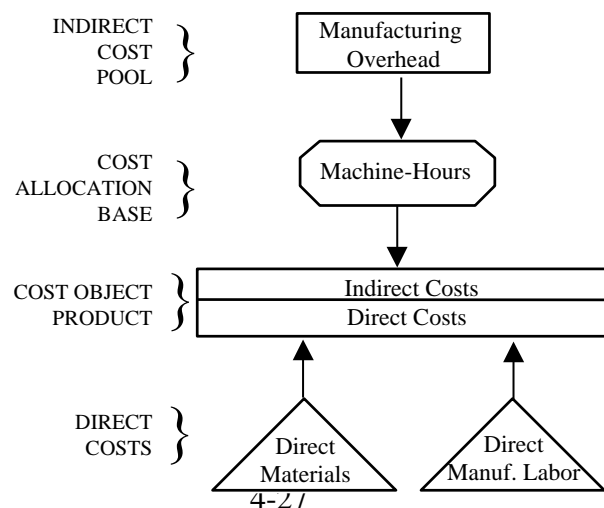 INDIRECT
COST
POOL
Manufacturing
Overhead
COST
ALLOCATION
BASE
Machine-Hours
COST OBJECT
PRODUCT
Indirect Costs
Direct Costs
DIRECT
COSTS
Direct
Materials
Direct
Manuf. Labor
4-27